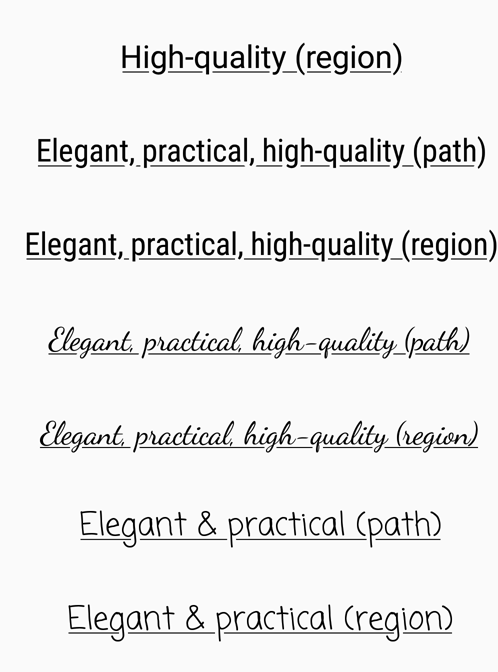 High-quality (region)
Elegant, practical, high-quality (path)
Elegant, practical, high-quality (region)
Elegant, practical, high-quality (path)
Elegant, practical, high-quality (region)
Elegant & practical (path)
Elegant & practical (region)